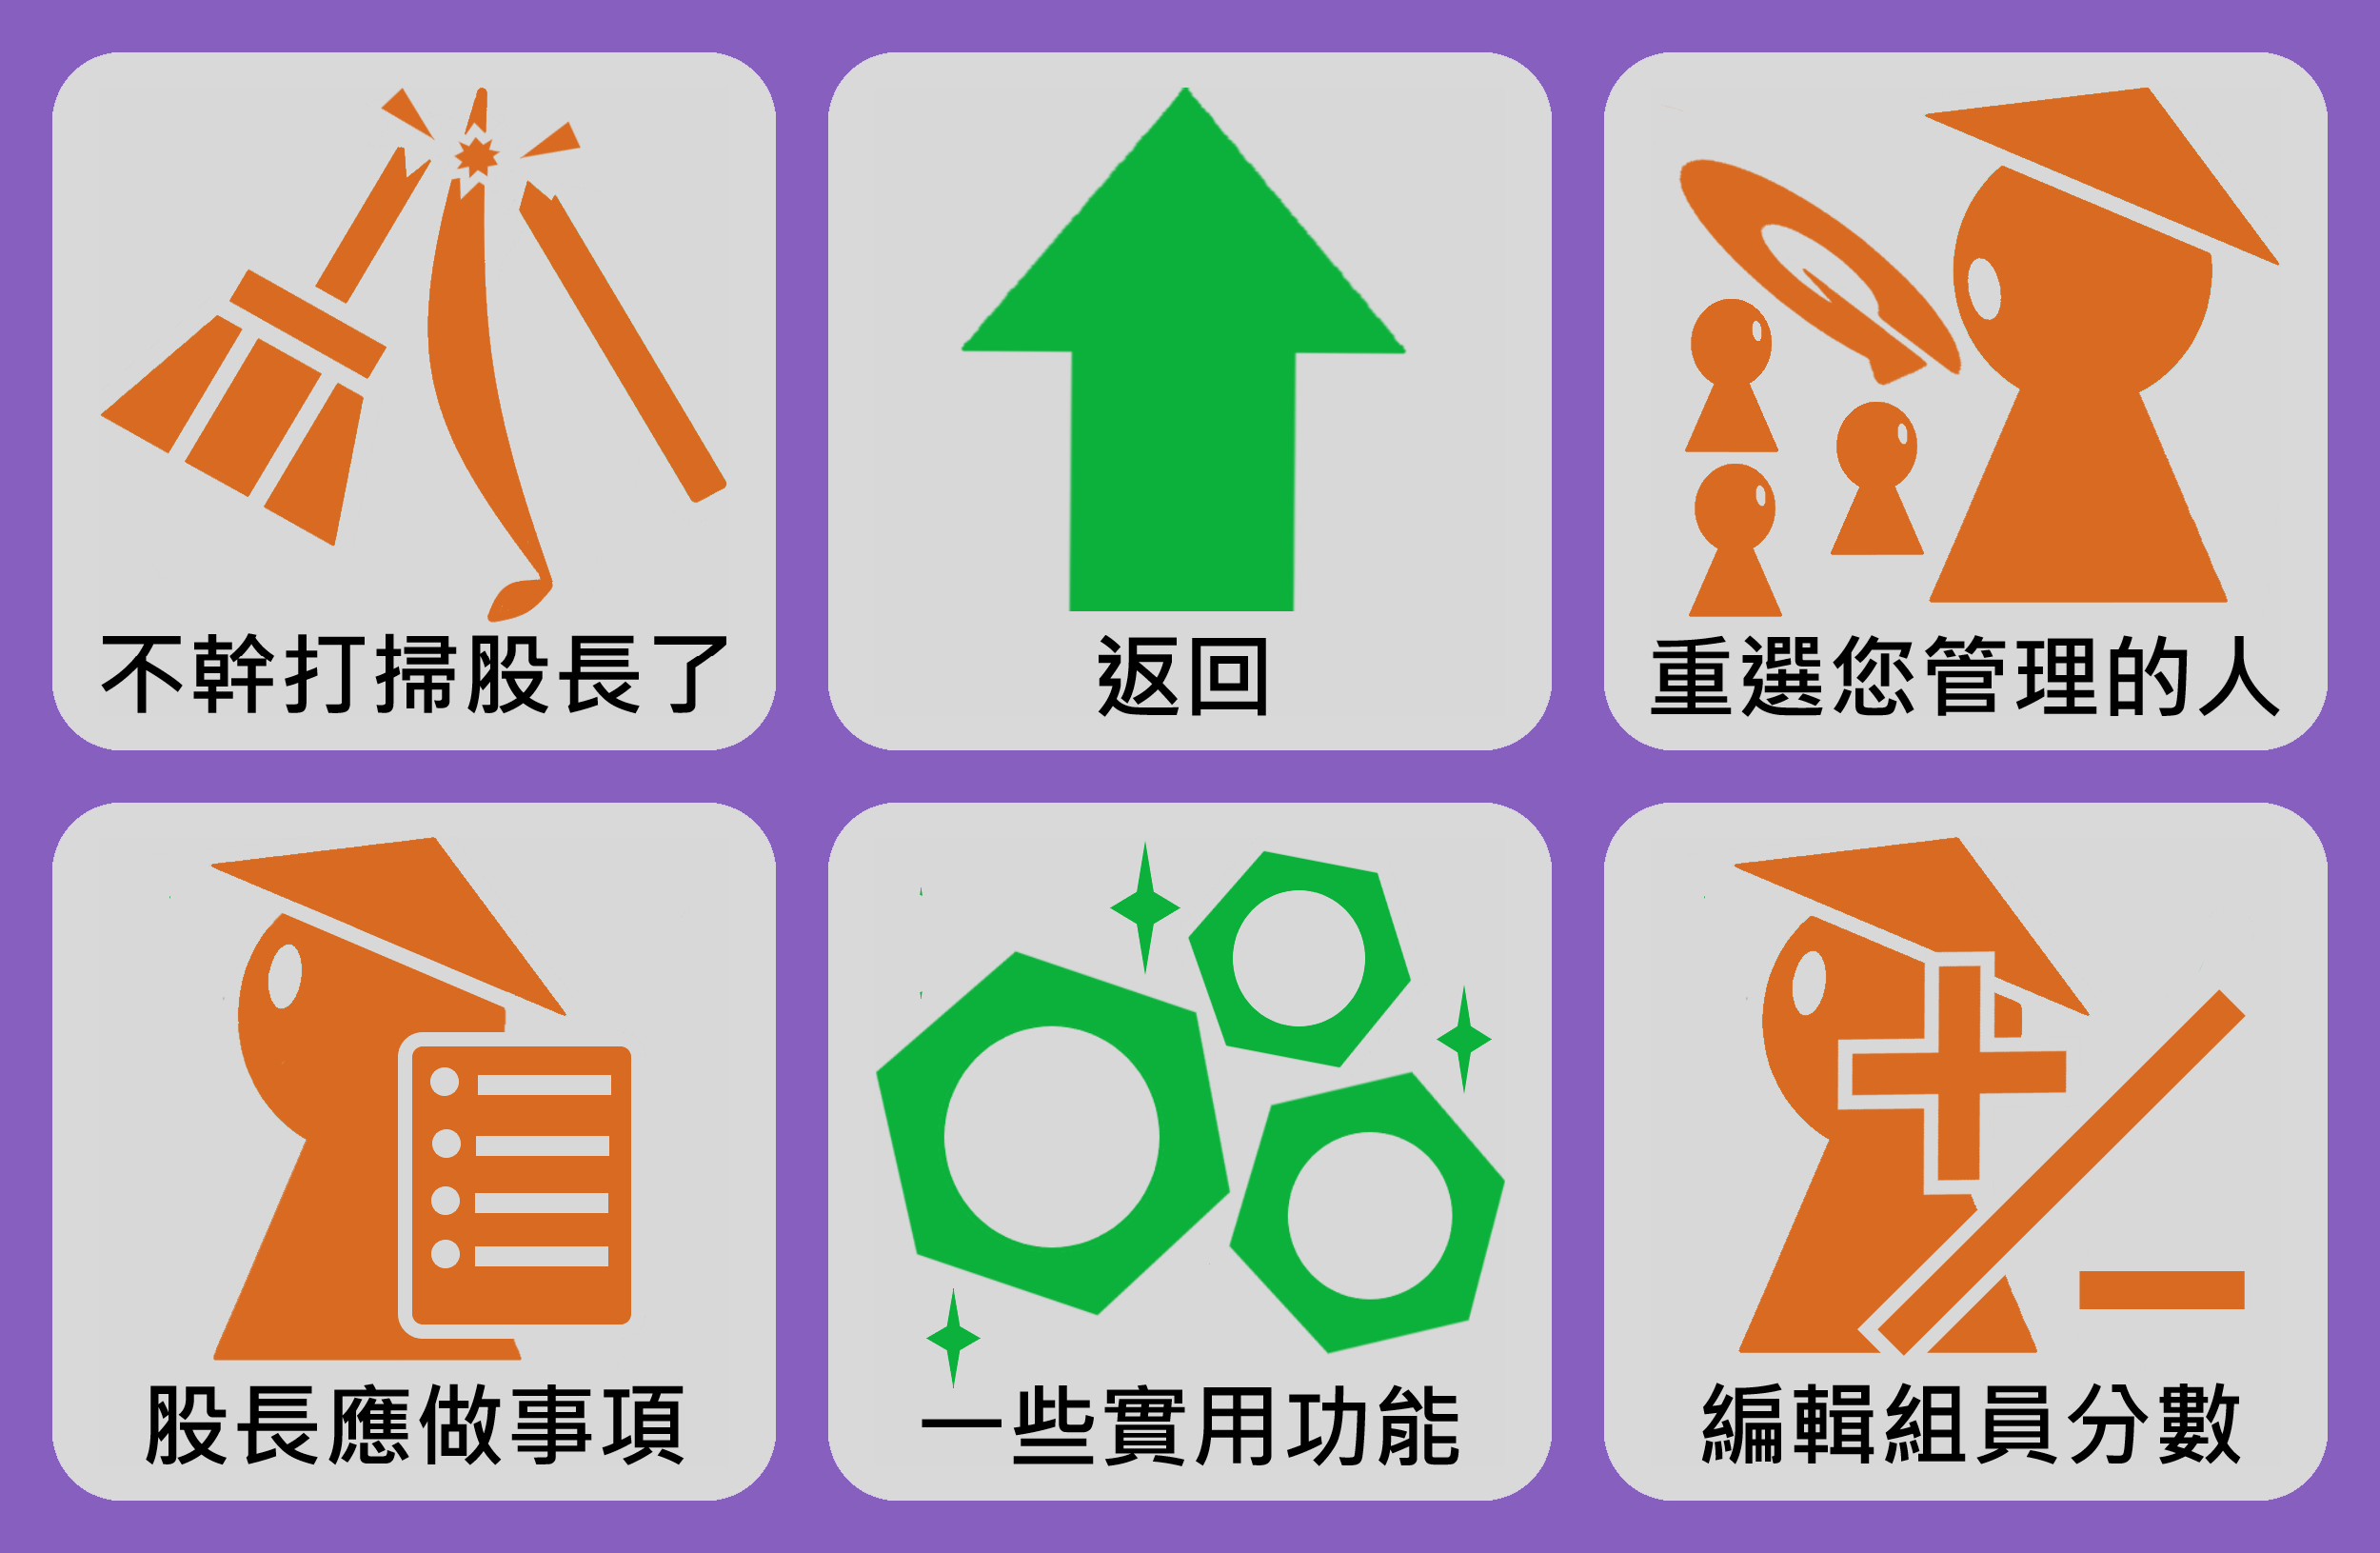 不幹打掃股長了
返回
重選您管理的人
股長應做事項
一些實用功能
編輯組員分數